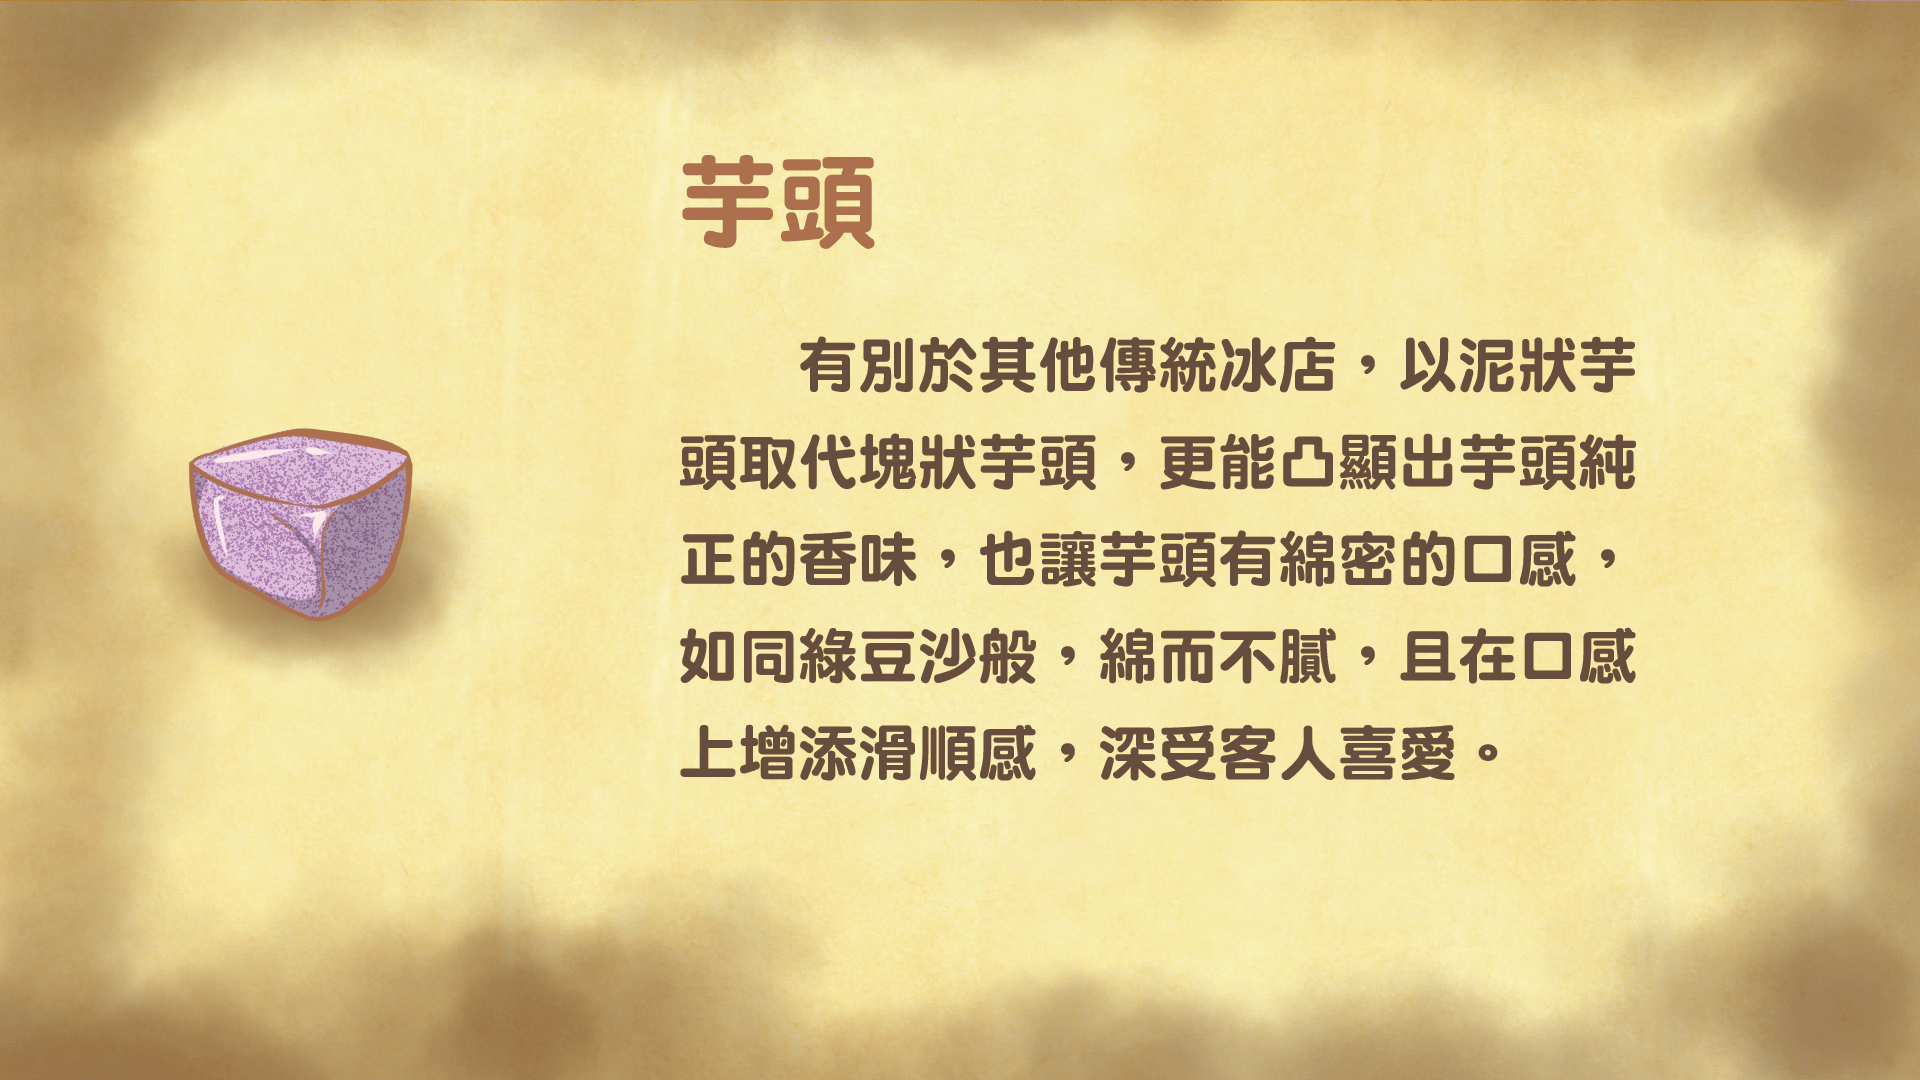 芋頭
有別於其他傳統冰店，以泥狀芋
頭取代塊狀芋頭，更能凸顯出芋頭純
正的香味，也讓芋頭有綿密的口感，
如同綠豆沙般，綿而不膩，且在口感
上增添滑順感，深受客人喜愛。